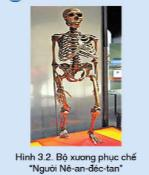 Hình 3.2. Bộ xương phục chế
"Người Nê-an-đéc-tan"